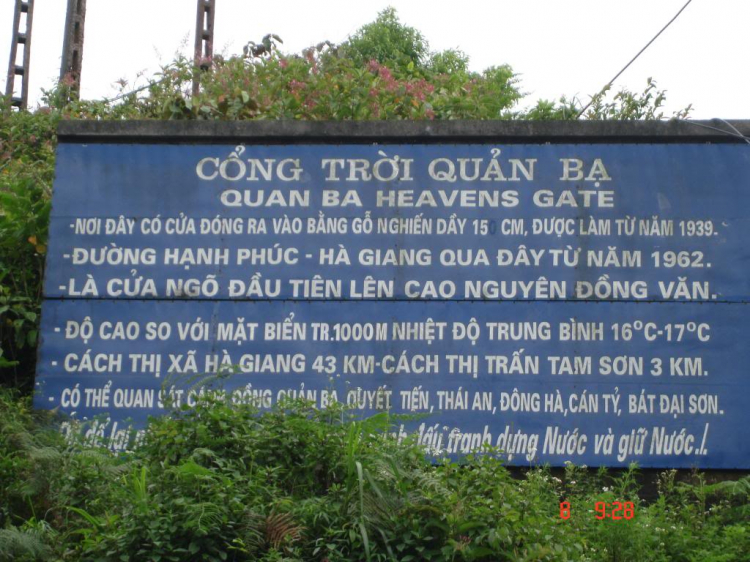 CỔNG TRỜI QUẢN BẠ
QUAN BA HEAVENS GATE
-NƠI ĐÂY CÓ CỬA ĐÓNG RA VÀO BẰNG GỖ NGHIẾN DẦY 150 CM, ĐƯỢC LÀM TỪ NĂM 1939.
-ĐƯỜNG HẠNH PHÚC - HÀ GIANG QUA ĐÂY TỪ NĂM 1962.
-LÀ CỬA NGÕ ĐẦU TIÊN LÊN CAO NGUYÊN ĐỒNG VĂN.
- ĐỘ CAO SO VỚI MẶT BIỂN TR.1000M NHIỆT ĐỘ TRUNG BÌNH 16°C-17°C
- CÁCH THỊ XÃ HÀ GIANG 43 KM-CÁCH THỊ TRẤN TAM SƠN 3 KM.
- CÓ THỂ QUAN SÁT CÁNH ĐỒNG QUẢN BẠ, QUYẾT TIẾN, THÁI AN, ĐÔNG HÀ, CÁN TỶ, BÁT ĐẠI SƠN.
để lại đấu tranh dựng Nước và giữ Nước./.
8 9:28